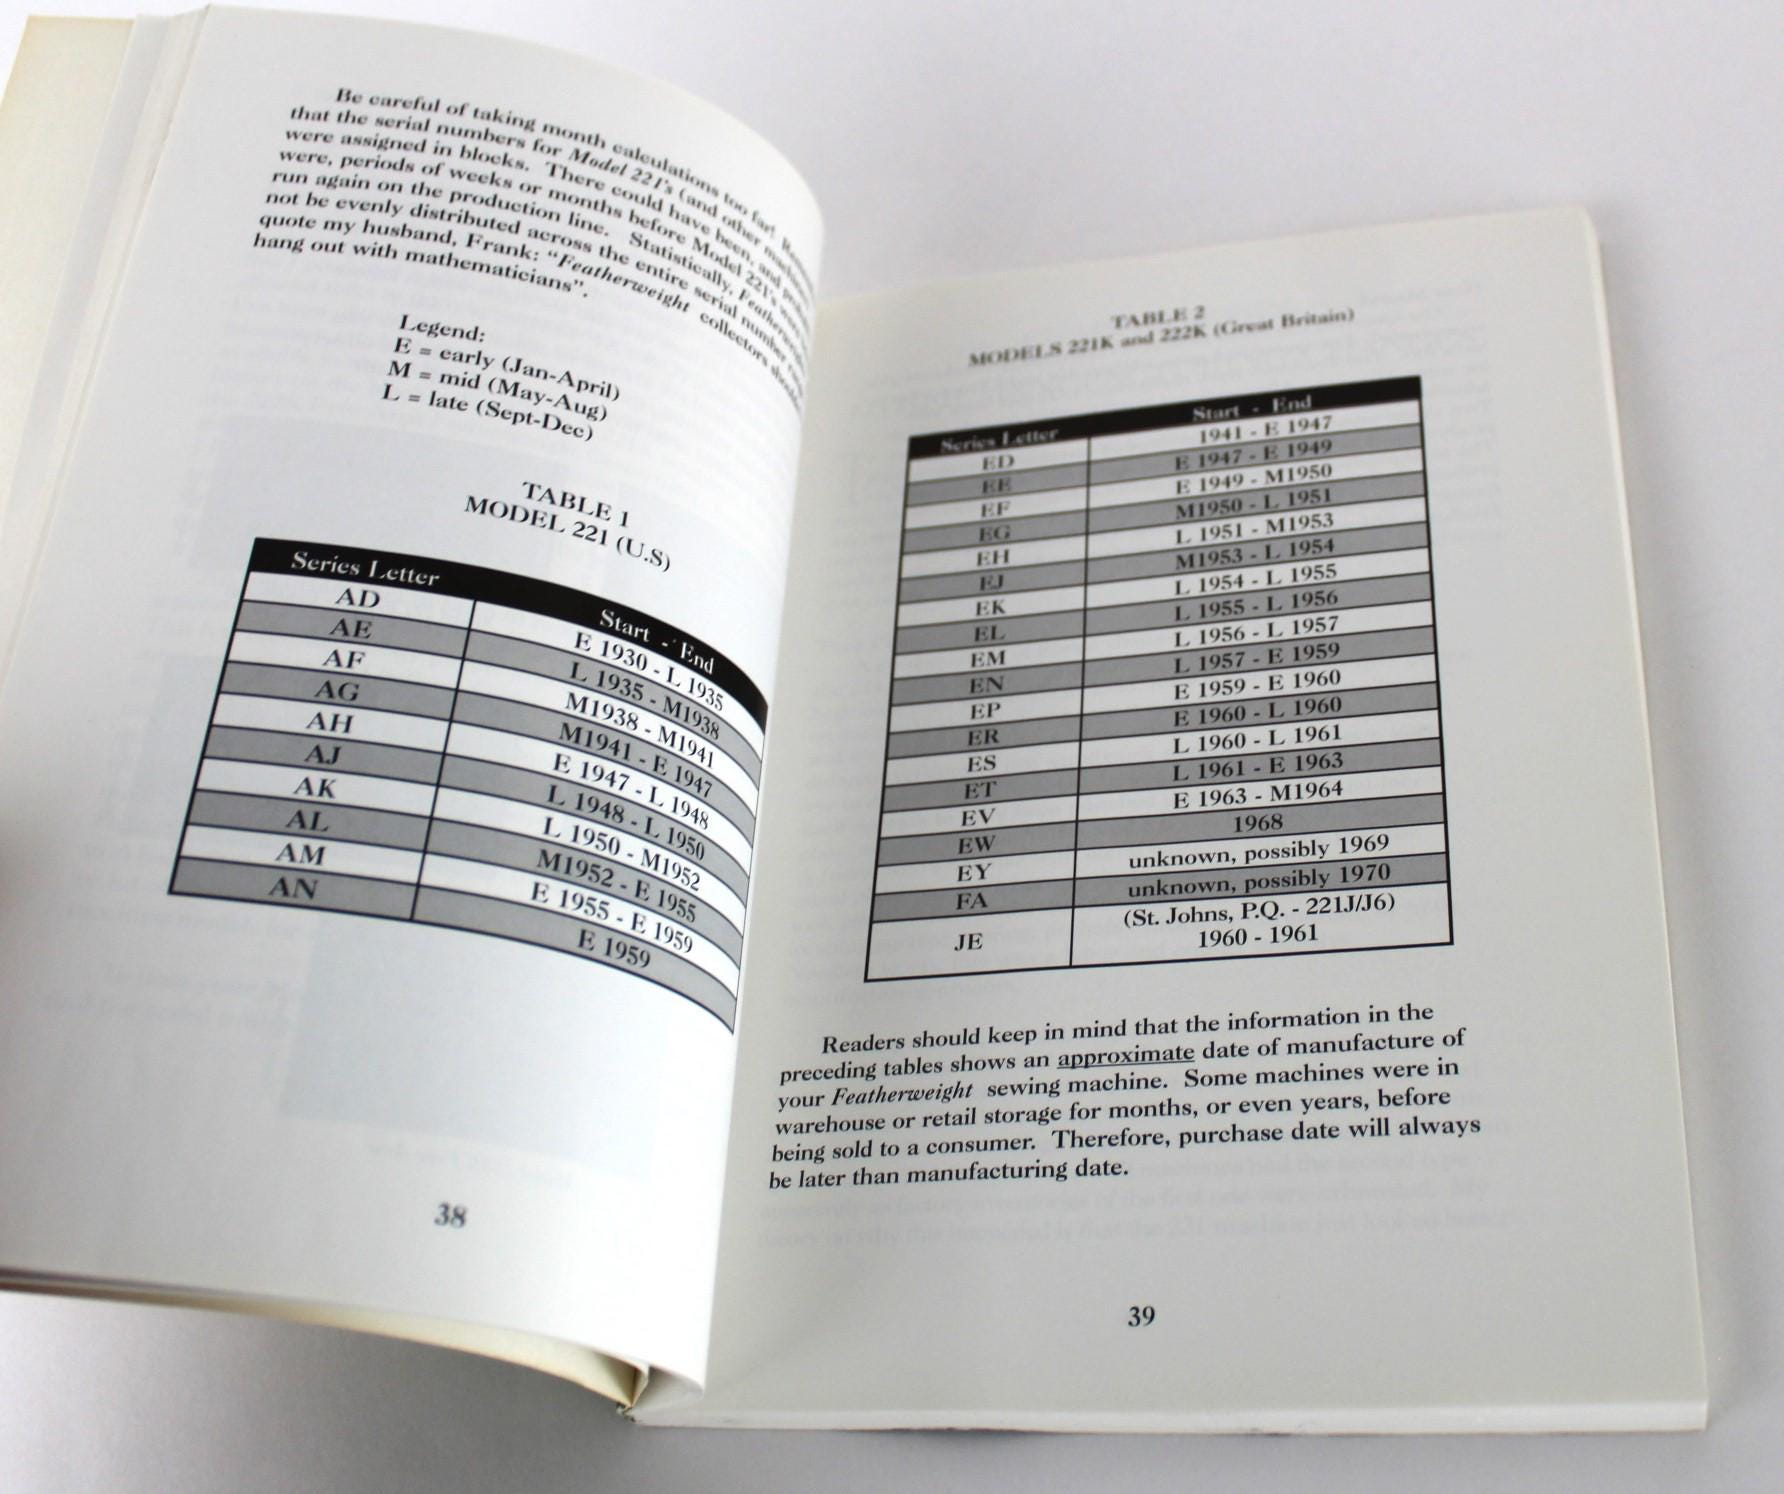 Be careful of taking month calculations too far!
that the serial numbers for Model 221's (and other
were assigned in blocks. There could have been, and
were, periods of weeks or months before Model 221's were
run again on the production line. Statistically,
not be evenly distributed across the entire serial number
quote my husband, Frank: "Featherweight collectors
hang out with mathematicians".
Legend:
E = early (Jan-April)
M = mid (May-Aug)
L = late (Sept-Dec)
TABLE 1
MODEL 221 (U.S)
Series Letter Start - End
AD E 1930 - L 1935
AE L 1935 - M1938
AF M1938 - M1941
AG M1941 - E 1947
AH E 1947 - L 1948
AJ L 1948 - L 1950
AK L 1950 - M1952
AL M1952 - E 1955
AM E 1955 - E 1959
AN E 1959
38
TABLE 2
MODELS 221K and 222K (Great Britain)
Series Letter Start - End
ED 1941 - E 1947
EE E 1947 - E 1949
EF E 1949 - M1950
EG M1950 - L 1951
EH L 1951 - M1953
EJ M1953 - L 1954
EK L 1954 - L 1955
EL L 1955 - L 1956
EM L 1956 - L 1957
EN L 1957 - E 1959
EP E 1959 - E 1960
ER E 1960 - L 1960
ES L 1960 - L 1961
ET L 1961 - E 1963
EV E 1963 - M1964
EW 1968
EY unknown, possibly 1969
FA unknown, possibly 1970
JE (St. Johns, P.Q. - 221J/J6)
1960 - 1961
Readers should keep in mind that the information in the
preceding tables shows an approximate date of manufacture of
your Featherweight sewing machine. Some machines were in
warehouse or retail storage for months, or even years, before
being sold to a consumer. Therefore, purchase date will always
be later than manufacturing date.
39